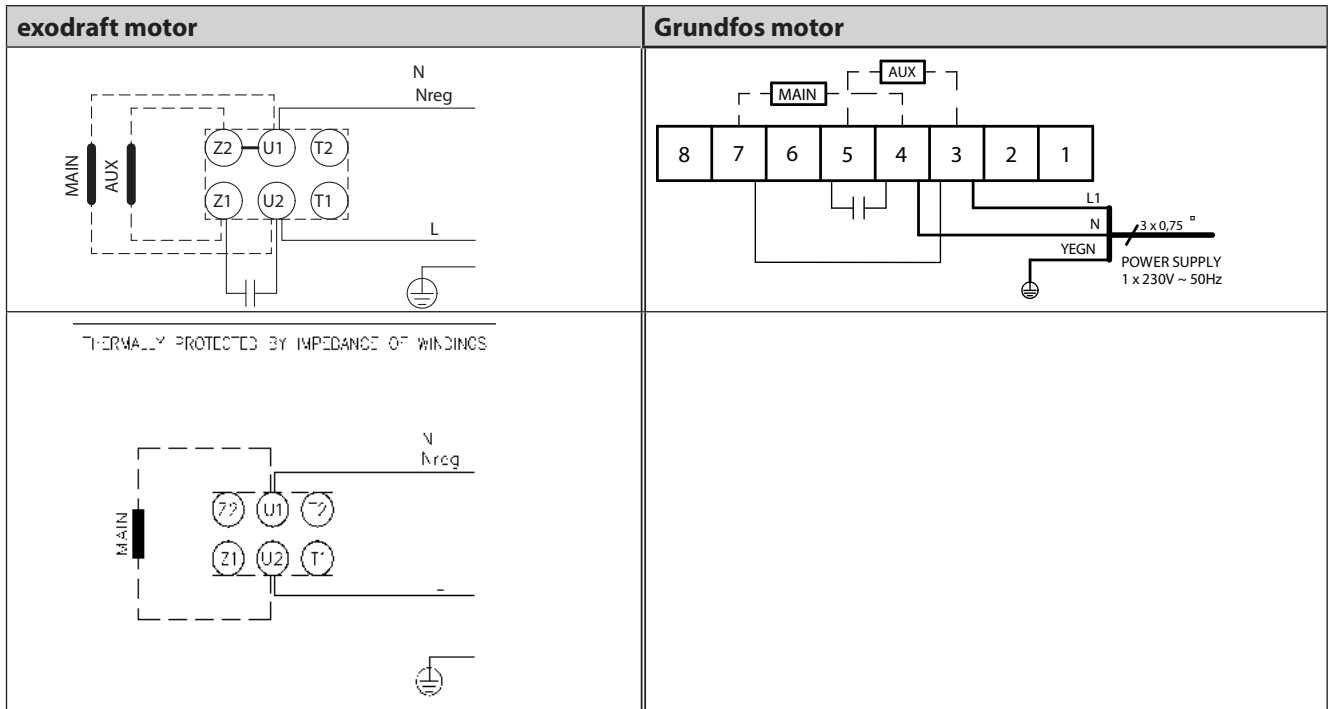 exodraft motor
Grundfos motor
N
Nreg
MAIN
AUX
Z2 U1 T2
Z1 U2 T1
L
AUX
MAIN
8 7 6 5 4 3 2 1
L1
N
YEGN
3 x 0,75 ▫
POWER SUPPLY
1 x 230V ~ 50Hz
THERMALLY PROTECTED BY IMPEDANCE OF WINDINGS
N
Nreg
MAIN
Z2 U1 T2
Z1 U2 T1